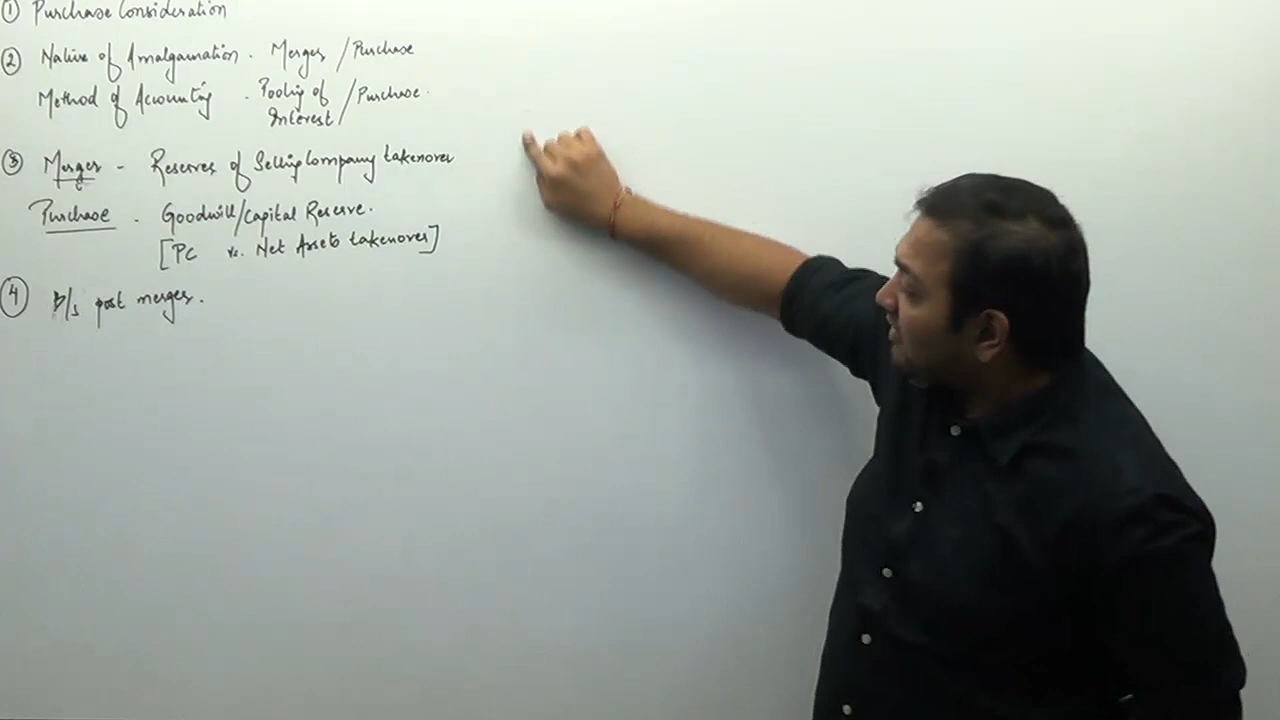 ① Purchase Consideration
② Nature of Amalgamation - Merger / Purchase
Method of Accounting - Pooling of Interest / Purchase
③ Merger - Reserves of Selling Company takenover
Purchase - Goodwill/Capital Reserve.
[PC vs. Net Assets takenover]
④ B/s post merger.